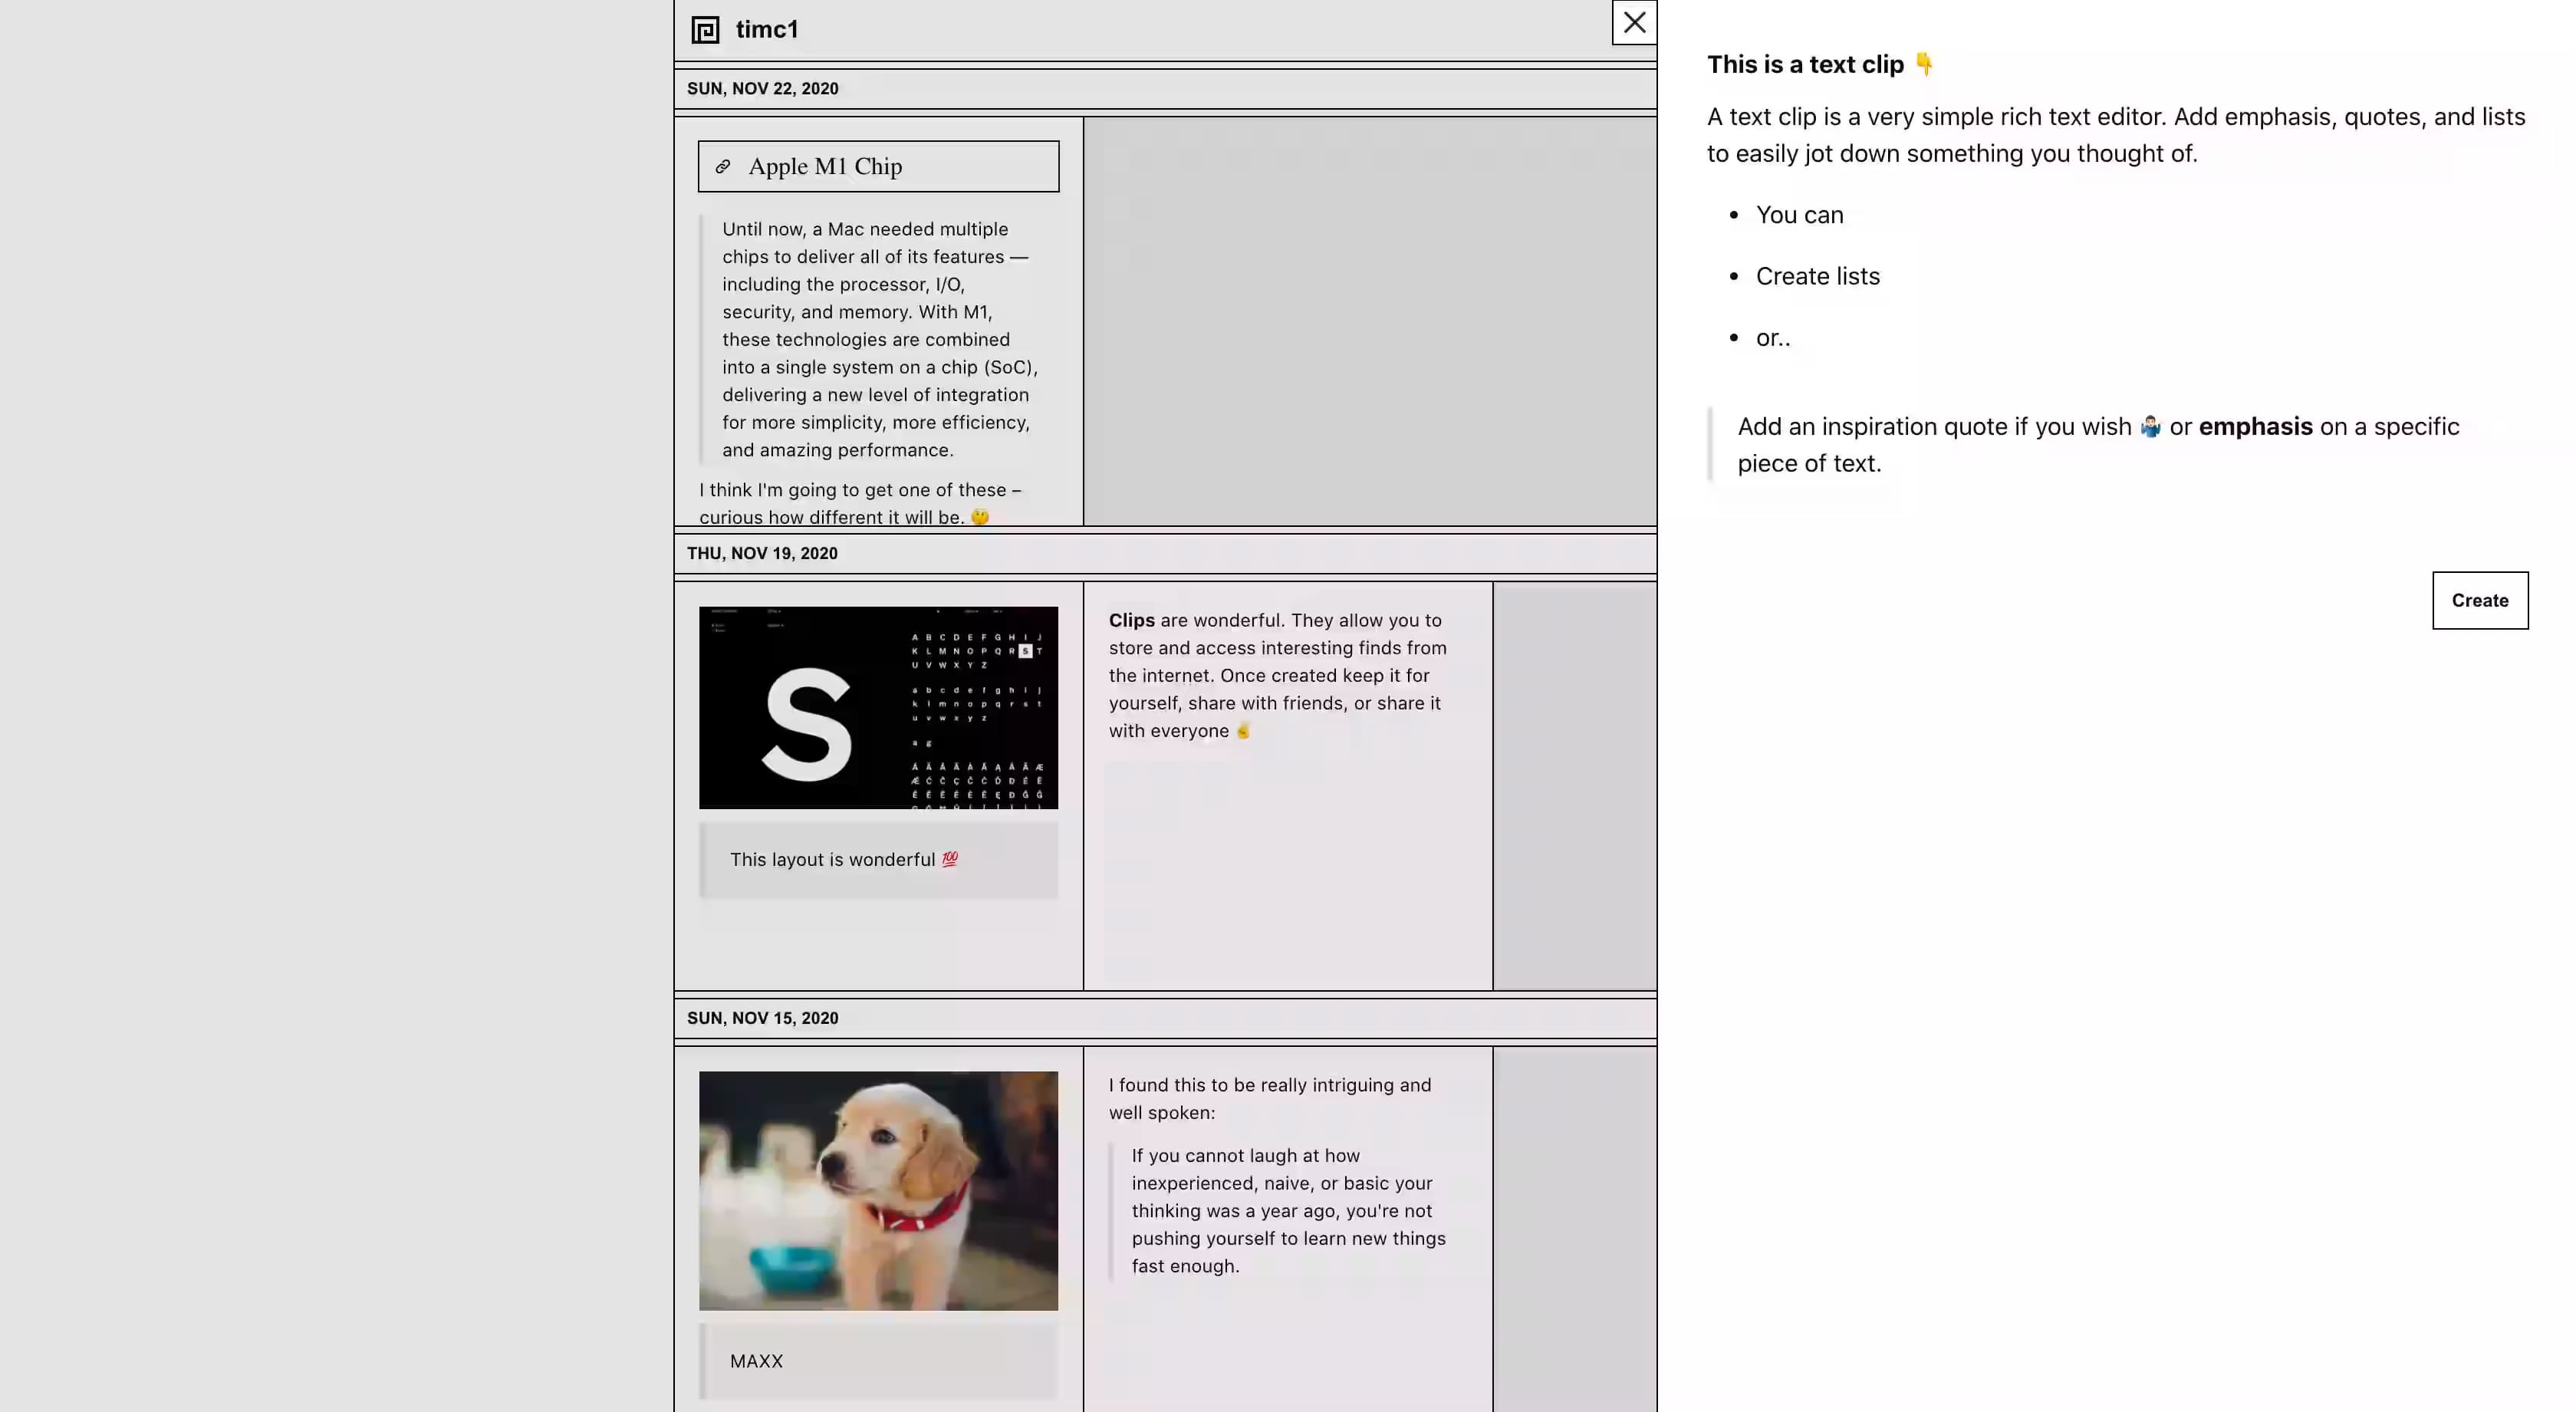 timc1
SUN, NOV 22, 2020
Apple M1 Chip
Until now, a Mac needed multiple
chips to deliver all of its features —
including the processor, I/O,
security, and memory. With M1,
these technologies are combined
into a single system on a chip (SoC),
delivering a new level of integration
for more simplicity, more efficiency,
and amazing performance.
I think I'm going to get one of these –
curious how different it will be. 🤔
THU, NOV 19, 2020
S
A B C D E F G H I J
K L M N O P Q R S T
U V W X Y Z
a b c d e f g h i j
k l m n o p q r s t
u v w x y z
a g
This layout is wonderful 💯
Clips are wonderful. They allow you to
store and access interesting finds from
the internet. Once created keep it for
yourself, share with friends, or share it
with everyone ✌️
SUN, NOV 15, 2020
MAXX
I found this to be really intriguing and
well spoken:
If you cannot laugh at how
inexperienced, naive, or basic your
thinking was a year ago, you're not
pushing yourself to learn new things
fast enough.
This is a text clip 👇
A text clip is a very simple rich text editor. Add emphasis, quotes, and lists
to easily jot down something you thought of.
• You can
• Create lists
• or..
Add an inspiration quote if you wish 🤷🏻‍♂️ or emphasis on a specific
piece of text.
Create